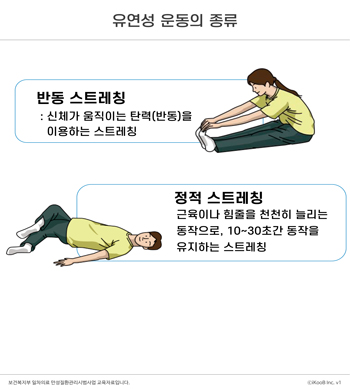 유연성 운동의 종류
반동 스트레칭
: 신체가 움직이는 탄력(반동)을
이용하는 스트레칭
정적 스트레칭
근육이나 힘줄을 천천히 늘리는
동작으로, 10~30초간 동작을
유지하는 스트레칭
보건복지부 일차의료 만성질환관리시범사업 교육자료입니다.
ⓒiKooB Inc. v1